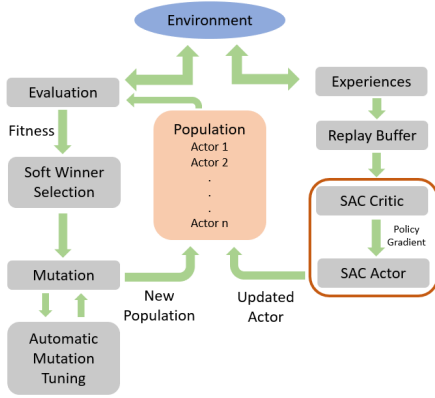 Environment
Evaluation
Fitness
Soft Winner
Selection
Mutation
Automatic
Mutation
Tuning
New
Population
Population
Actor 1
Actor 2
.
.
.
Actor n
Updated
Actor
Experiences
Replay Buffer
SAC Critic
Policy
Gradient
SAC Actor